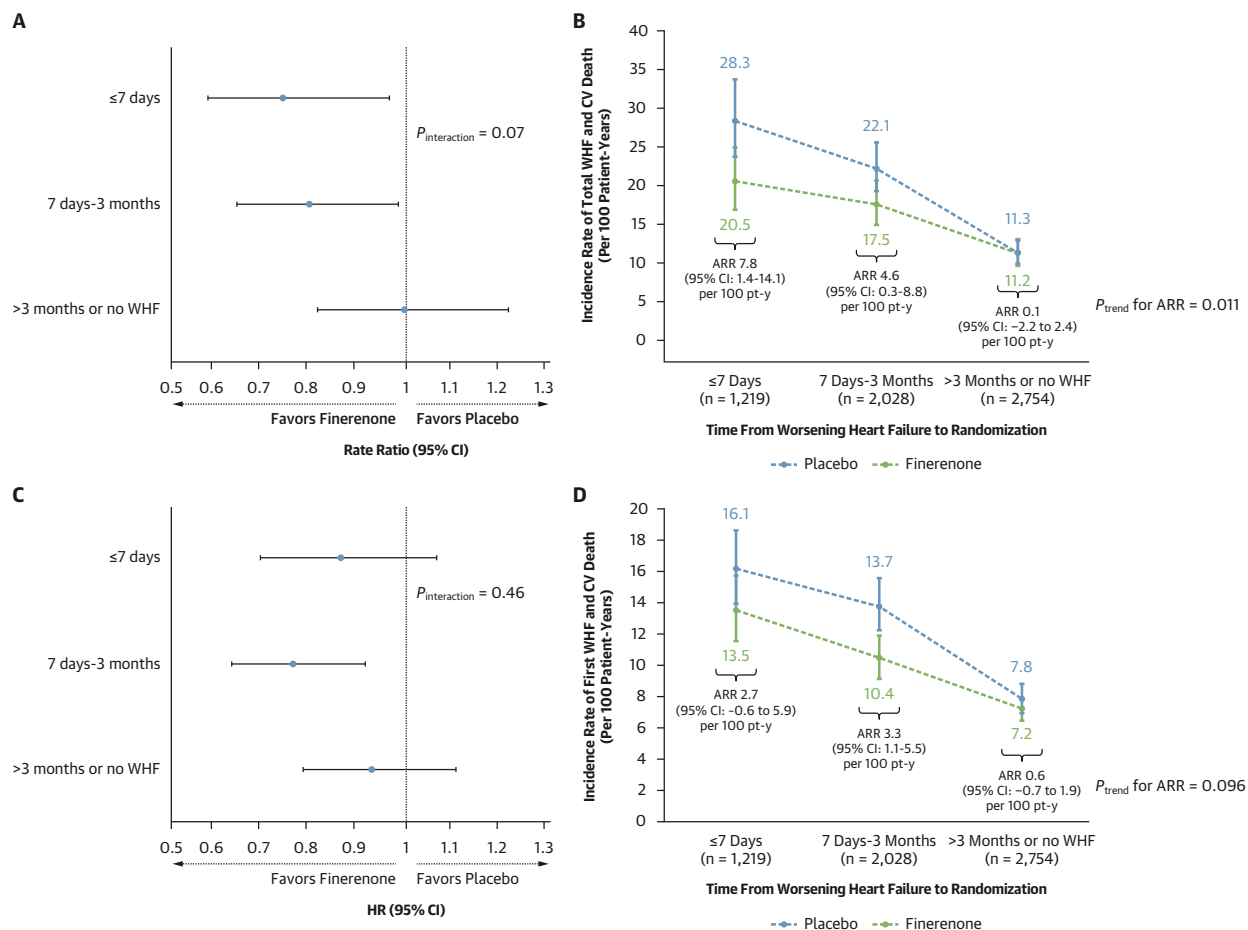 A
≤7 days
P interaction = 0.07
7 days-3 months
>3 months or no WHF
0.5 0.6 0.7 0.8 0.9 1 1.1 1.2 1.3
Favors Finerenone Favors Placebo
Rate Ratio (95% CI)
B
Incidence Rate of Total WHF and CV Death
(Per 100 Patient-Years)
40
35
30
25
20
15
10
5
0
28.3
22.1
11.3
20.5
17.5
11.2
ARR 7.8
(95% CI: 1.4-14.1)
per 100 pt-y
ARR 4.6
(95% CI: 0.3-8.8)
per 100 pt-y
ARR 0.1
(95% CI: −2.2 to 2.4)
per 100 pt-y
P trend for ARR = 0.011
≤7 Days 7 Days-3 Months >3 Months or no WHF
(n = 1,219) (n = 2,028) (n = 2,754)
Time From Worsening Heart Failure to Randomization
Placebo Finerenone
C
≤7 days
P interaction = 0.46
7 days-3 months
>3 months or no WHF
0.5 0.6 0.7 0.8 0.9 1 1.1 1.2 1.3
Favors Finerenone Favors Placebo
HR (95% CI)
D
Incidence Rate of First WHF and CV Death
(Per 100 Patient-Years)
20
18
16
14
12
10
8
6
4
2
0
16.1
13.7
7.8
13.5
10.4
7.2
ARR 2.7
(95% CI: −0.6 to 5.9)
per 100 pt-y
ARR 3.3
(95% CI: 1.1-5.5)
per 100 pt-y
ARR 0.6
(95% CI: −0.7 to 1.9)
per 100 pt-y
P trend for ARR = 0.096
≤7 Days 7 Days-3 Months >3 Months or no WHF
(n = 1,219) (n = 2,028) (n = 2,754)
Time From Worsening Heart Failure to Randomization
Placebo Finerenone